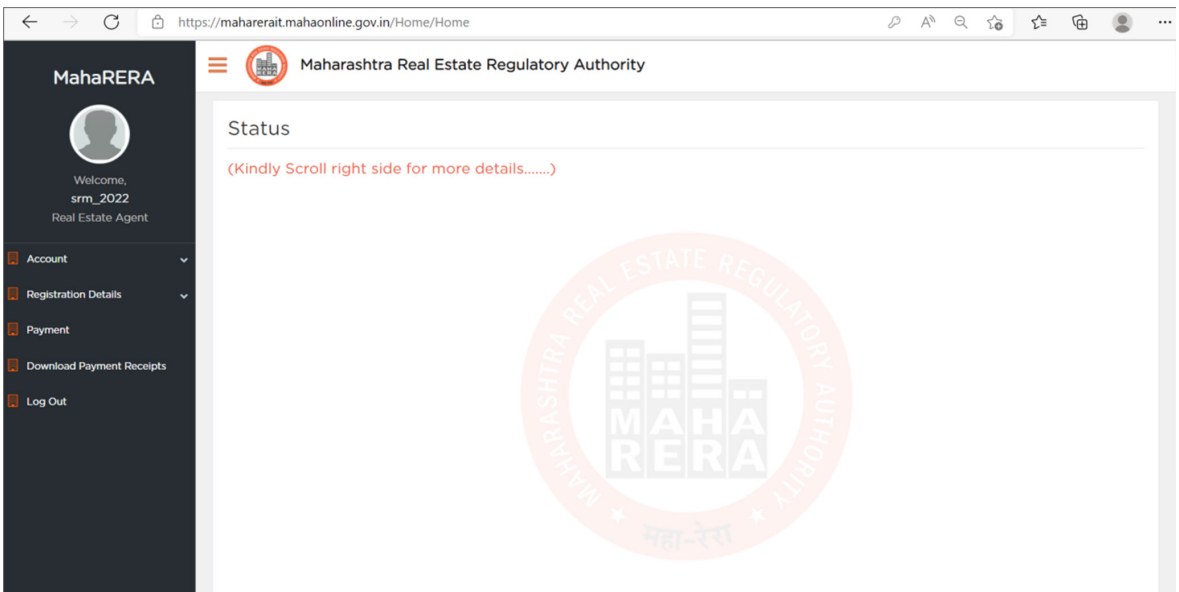 https://maharerait.mahaonline.gov.in/Home/Home
MahaRERA
Welcome,
srm_2022
Real Estate Agent
Account
Registration Details
Payment
Download Payment Receipts
Log Out
Maharashtra Real Estate Regulatory Authority
Status
(Kindly Scroll right side for more details.......)
MAHARASHTRA REAL ESTATE REGULATORY AUTHORITY
MAHA
RERA
महा-रेरा